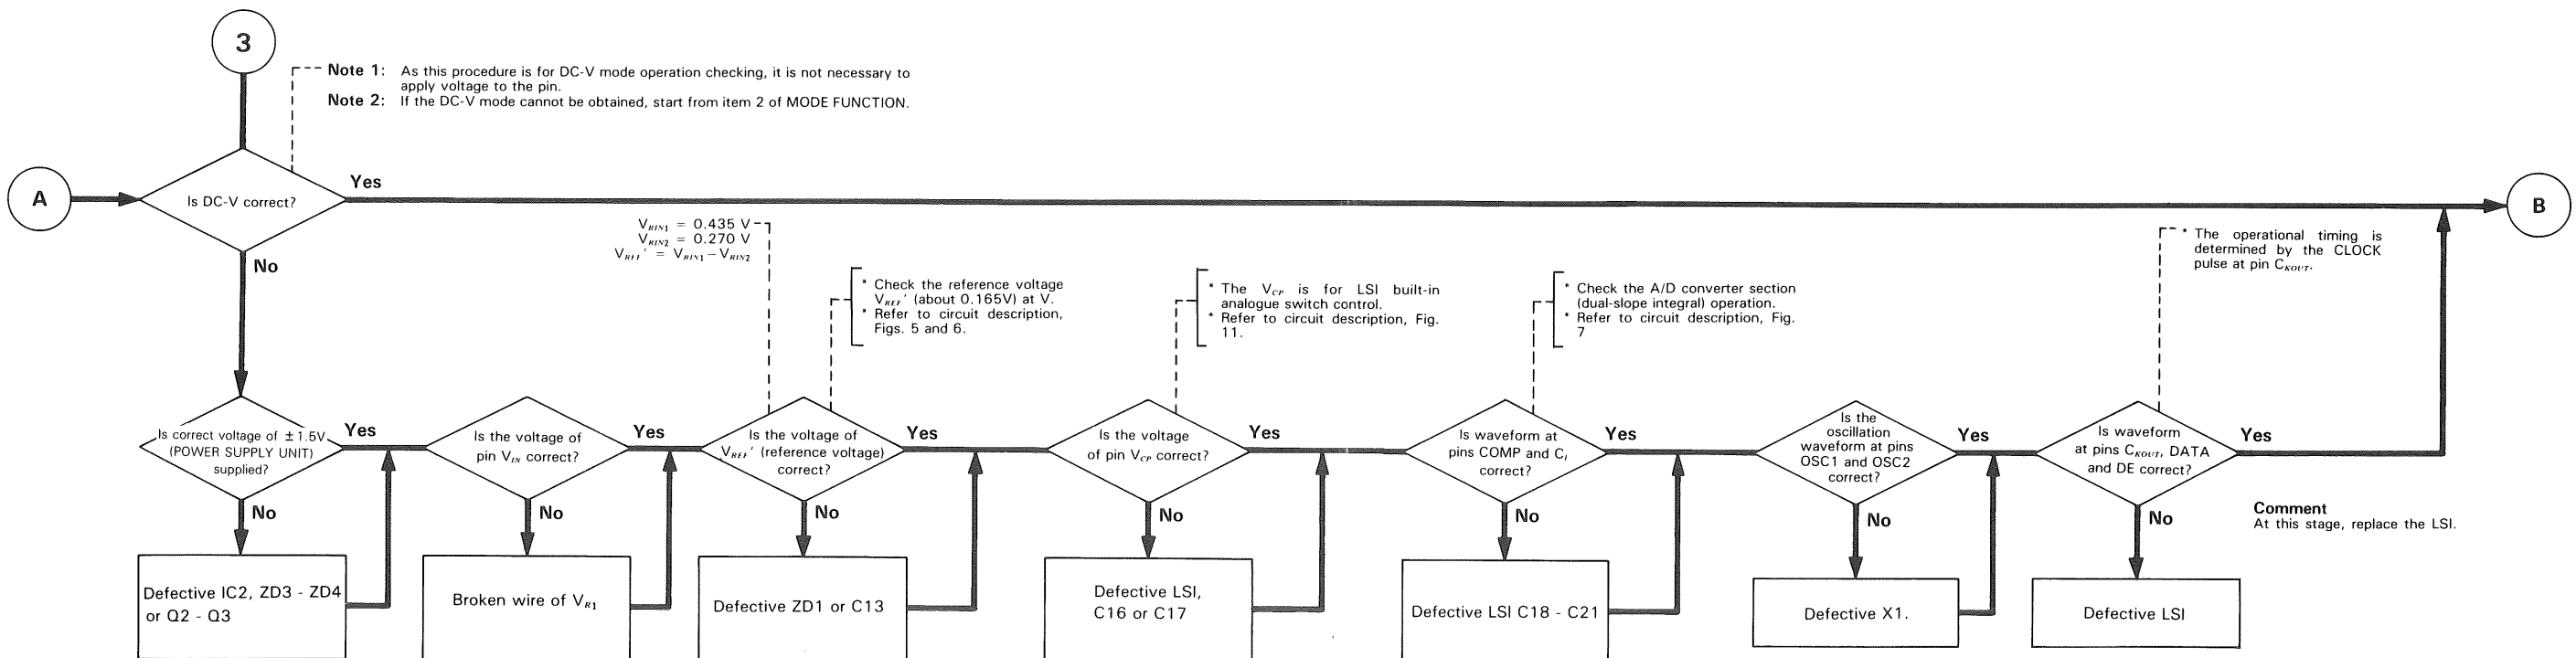 3
Note 1: As this procedure is for DC-V mode operation checking, it is not necessary to
apply voltage to the pin.
Note 2: If the DC-V mode cannot be obtained, start from item 2 of MODE FUNCTION.
A
Is DC-V correct?
Yes
B
No
V_RIN1 = 0.435 V
V_RIN2 = 0.270 V
V_REF' = V_RIN1 − V_RIN2
* Check the reference voltage
V_REF' (about 0.165V) at V.
* Refer to circuit description,
Figs. 5 and 6.
* The V_CP is for LSI built-in
analogue switch control.
* Refer to circuit description, Fig.
11.
* Check the A/D converter section
(dual-slope integral) operation.
* Refer to circuit description, Fig.
7
* The operational timing is
determined by the CLOCK
pulse at pin C_KOUT.
Is correct voltage of ±1.5V
(POWER SUPPLY UNIT)
supplied?
Yes
No
Defective IC2, ZD3 - ZD4
or Q2 - Q3
Is the voltage of
pin V_IN correct?
Yes
No
Broken wire of V_R1
Is the voltage of
V_REF' (reference voltage)
correct?
Yes
No
Defective ZD1 or C13
Is the voltage
of pin V_CP correct?
Yes
No
Defective LSI,
C16 or C17
Is waveform at
pins COMP and C_I
correct?
Yes
No
Defective LSI C18 - C21
Is the
oscillation
waveform at pins
OSC1 and OSC2
correct?
Yes
No
Defective X1.
Is waveform
at pins C_KOUT, DATA
and DE correct?
Yes
No
Defective LSI
Comment
At this stage, replace the LSI.